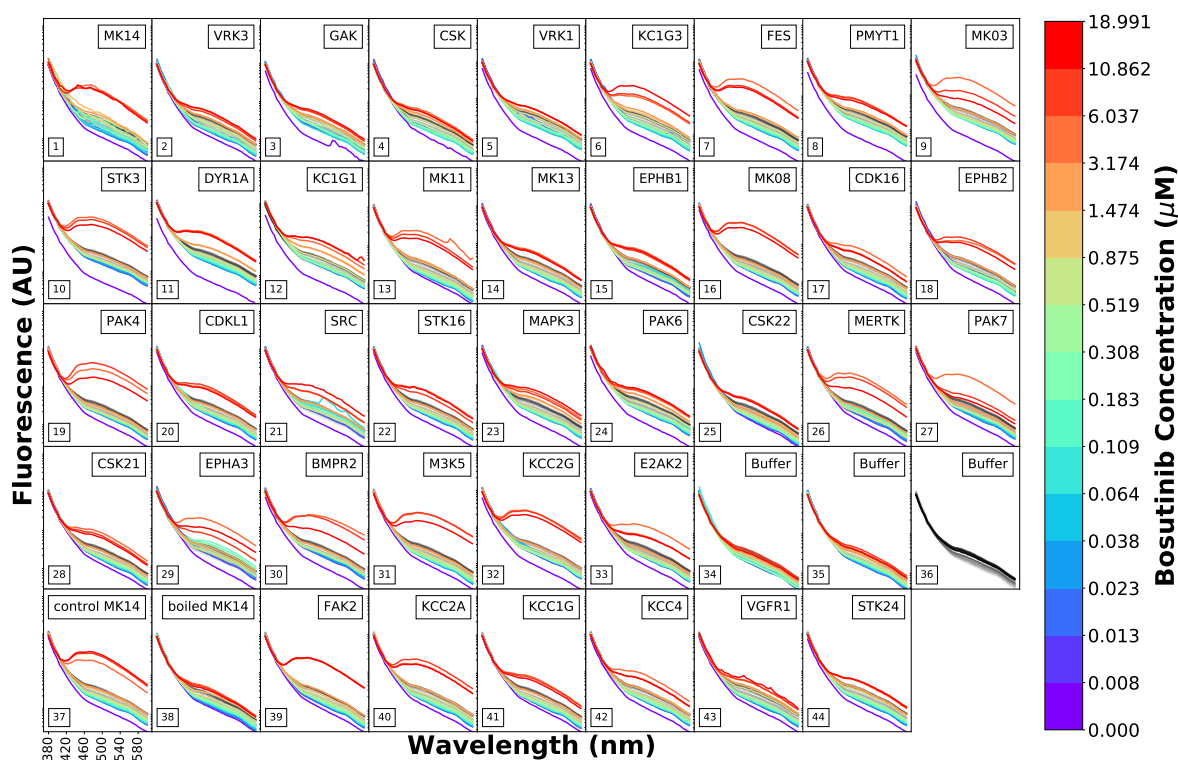 MK14 VRK3 GAK CSK VRK1 KC1G3 FES PMYT1 MK03
1 2 3 4 5 6 7 8 9
STK3 DYR1A KC1G1 MK11 MK13 EPHB1 MK08 CDK16 EPHB2
10 11 12 13 14 15 16 17 18
PAK4 CDKL1 SRC STK16 MAPK3 PAK6 CSK22 MERTK PAK7
19 20 21 22 23 24 25 26 27
CSK21 EPHA3 BMPR2 M3K5 KCC2G E2AK2 Buffer Buffer Buffer
28 29 30 31 32 33 34 35 36
control MK14 boiled MK14 FAK2 KCC2A KCC1G KCC4 VGFR1 STK24
37 38 39 40 41 42 43 44
380 420 460 500 540 580
Wavelength (nm)
Fluorescence (AU)
18.991
10.862
6.037
3.174
1.474
0.875
0.519
0.308
0.183
0.109
0.064
0.038
0.023
0.013
0.008
0.000
Bosutinib Concentration (μM)